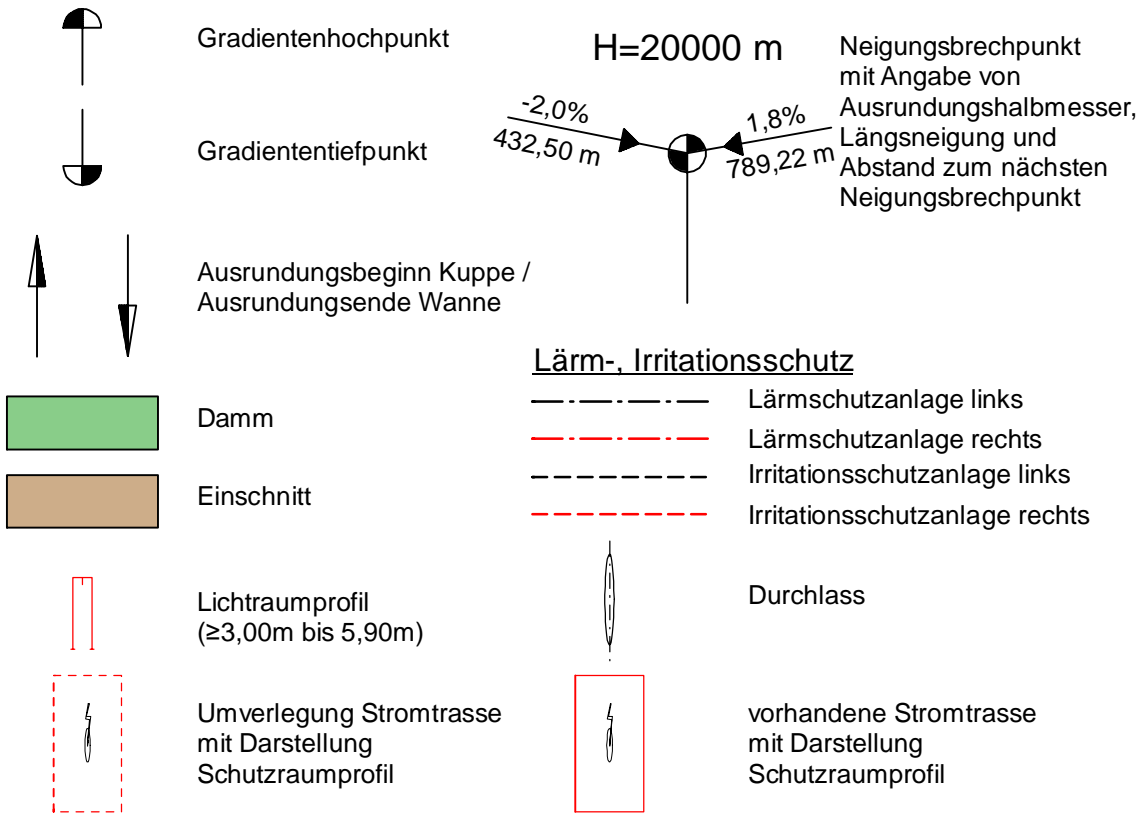 Gradientenhochpunkt
Gradiententiefpunkt
Ausrundungsbeginn Kuppe /
Ausrundungsende Wanne
Damm
Einschnitt
Lichtraumprofil
(≥3,00m bis 5,90m)
Umverlegung Stromtrasse
mit Darstellung
Schutzraumprofil
H=20000 m
-2,0%
432,50 m
1,8%
789,22 m
Neigungsbrechpunkt
mit Angabe von
Ausrundungshalbmesser,
Längsneigung und
Abstand zum nächsten
Neigungsbrechpunkt
Lärm-, Irritationsschutz
Lärmschutzanlage links
Lärmschutzanlage rechts
Irritationsschutzanlage links
Irritationsschutzanlage rechts
Durchlass
vorhandene Stromtrasse
mit Darstellung
Schutzraumprofil